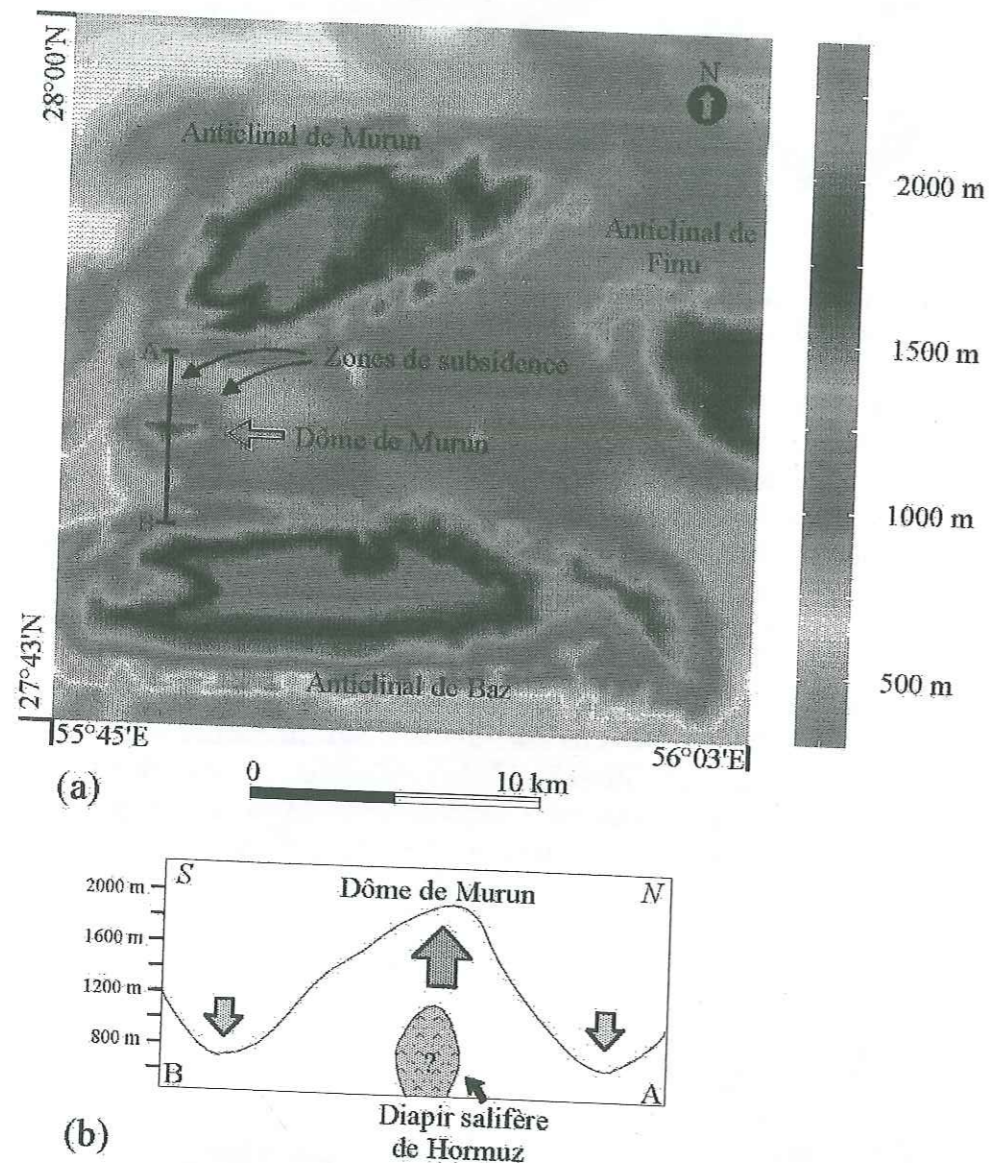 28°00'N
N
Anticlinal de Murun
2000 m
Anticlinal de
Finu
A
Zones de subsidence
1500 m
Dôme de Murun
B
1000 m
27°43'N
Anticlinal de Baz
500 m
55°45'E
56°03'E
(a)
0
10 km
2000 m
S
Dôme de Murun
N
1600 m
1200 m
800 m
?
B
A
Diapir salifère
de Hormuz
(b)